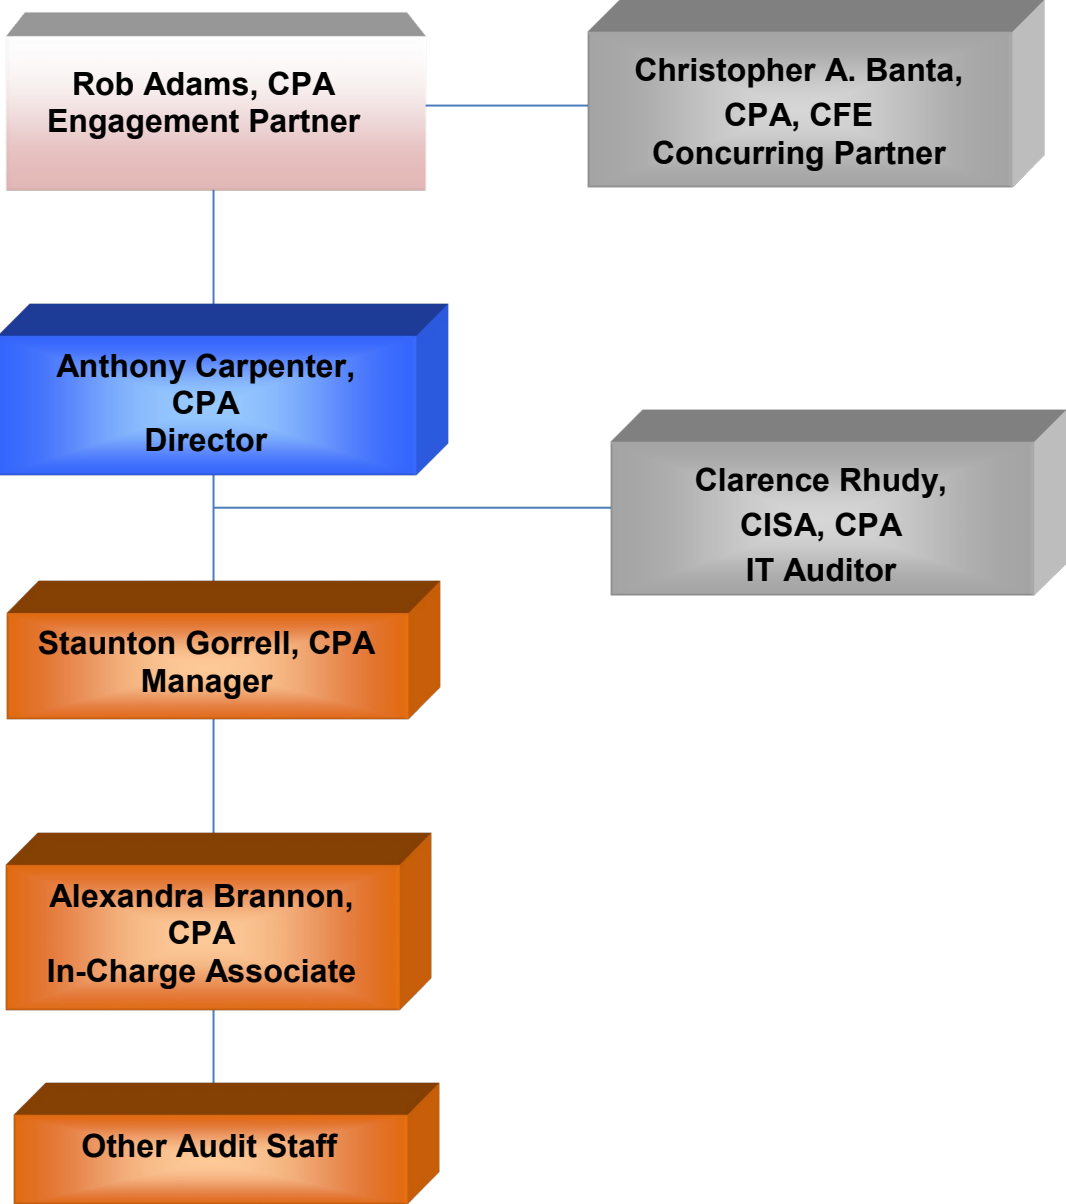 Rob Adams, CPA
Engagement Partner
Christopher A. Banta,
CPA, CFE
Concurring Partner
Anthony Carpenter,
CPA
Director
Clarence Rhudy,
CISA, CPA
IT Auditor
Staunton Gorrell, CPA
Manager
Alexandra Brannon,
CPA
In-Charge Associate
Other Audit Staff